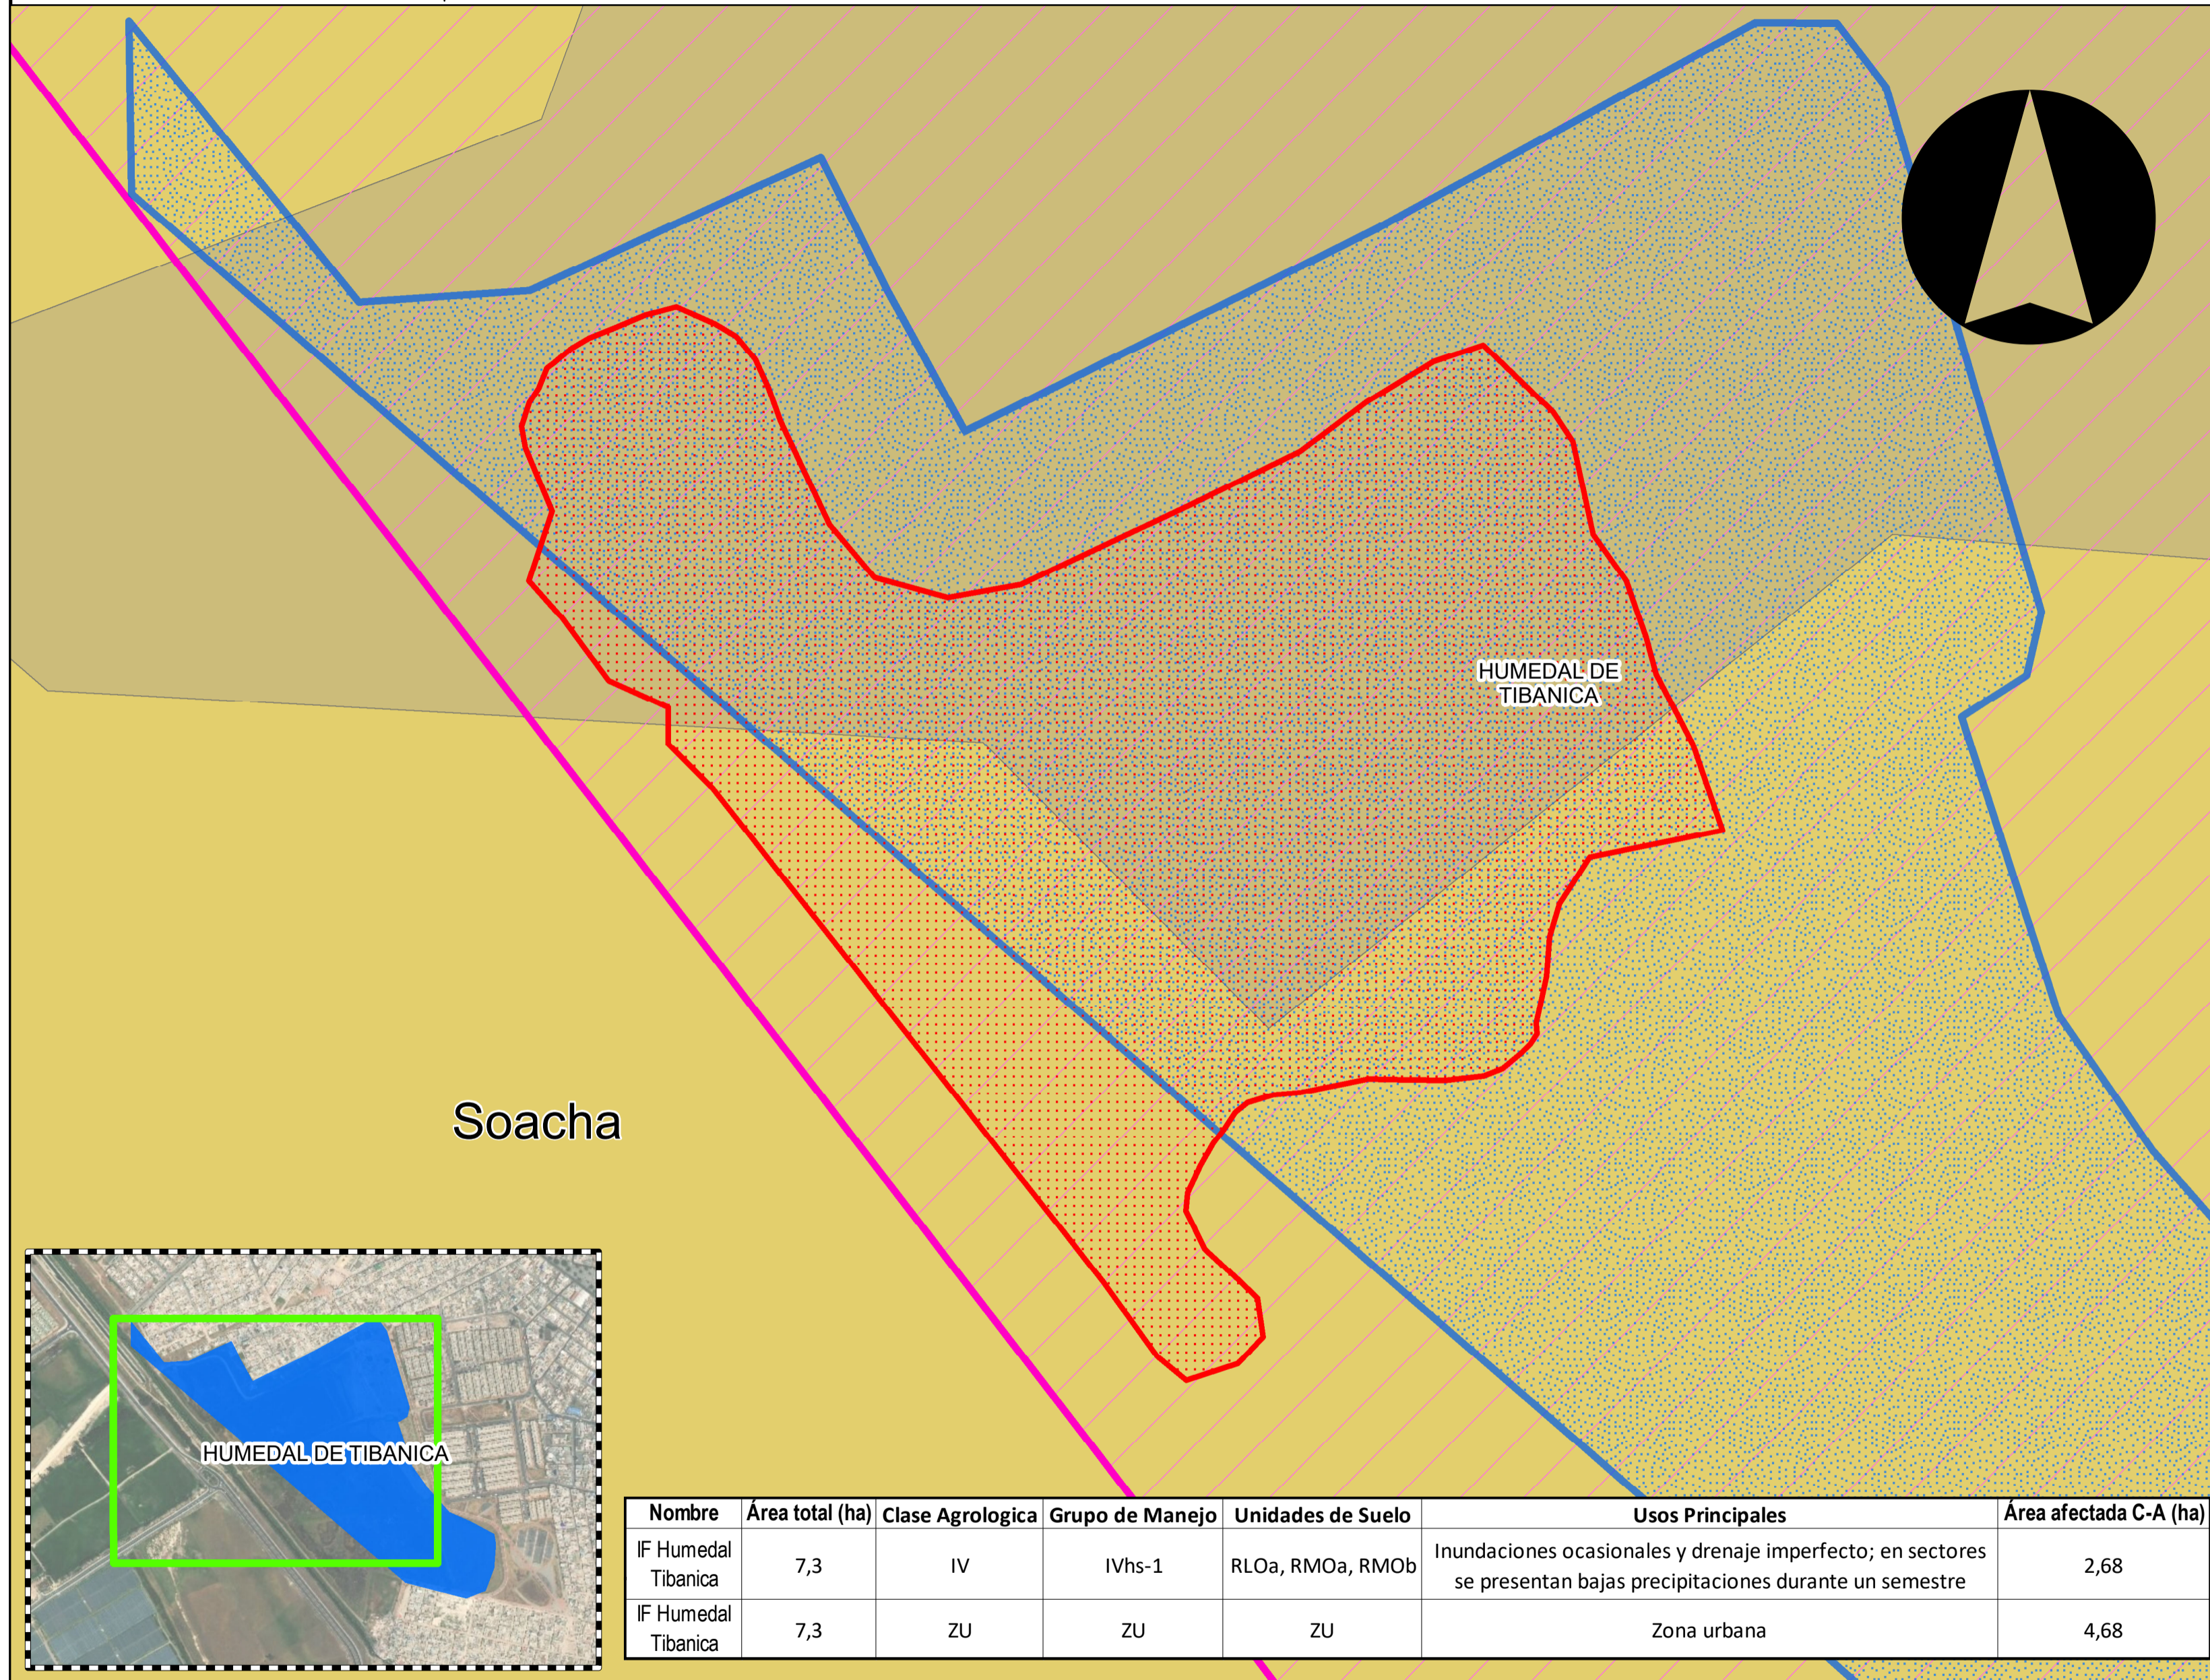 HUMEDAL DE
TIBANICA
Soacha
HUMEDAL DE TIBANICA
Nombre Área total (ha) Clase Agrologica Grupo de Manejo Unidades de Suelo Usos Principales Área afectada C-A (ha)
IF Humedal Tibanica 7,3 IV IVhs-1 RLOa, RMOa, RMOb Inundaciones ocasionales y drenaje imperfecto; en sectores se presentan bajas precipitaciones durante un semestre 2,68
IF Humedal Tibanica 7,3 ZU ZU ZU Zona urbana 4,68